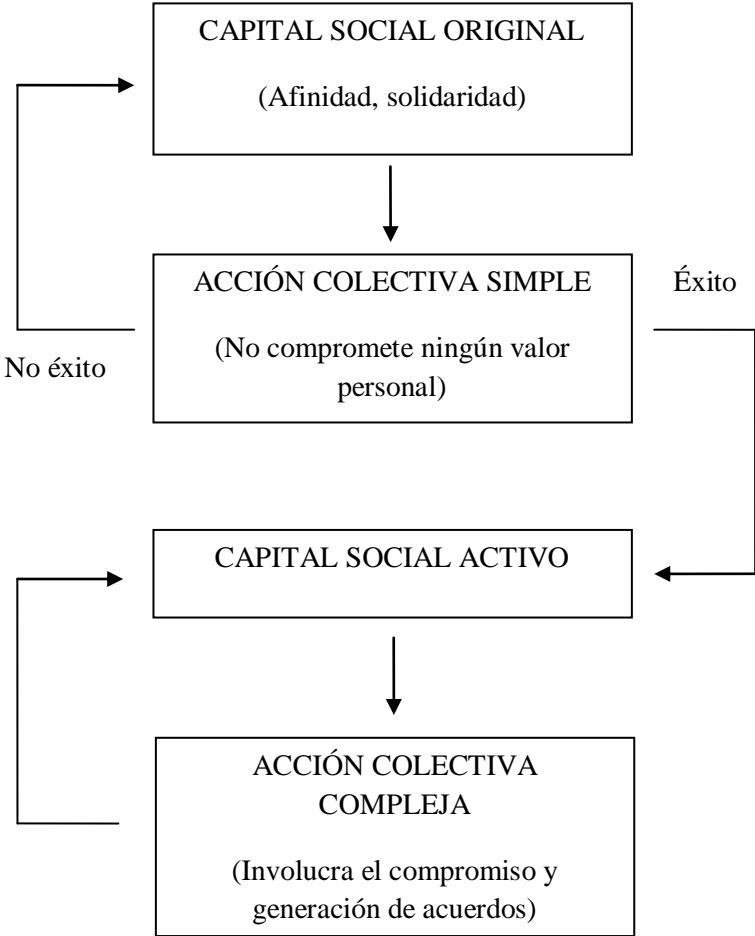 CAPITAL SOCIAL ORIGINAL
(Afinidad, solidaridad)
ACCIÓN COLECTIVA SIMPLE
(No compromete ningún valor
personal)
Éxito
No éxito
CAPITAL SOCIAL ACTIVO
ACCIÓN COLECTIVA
COMPLEJA
(Involucra el compromiso y
generación de acuerdos)